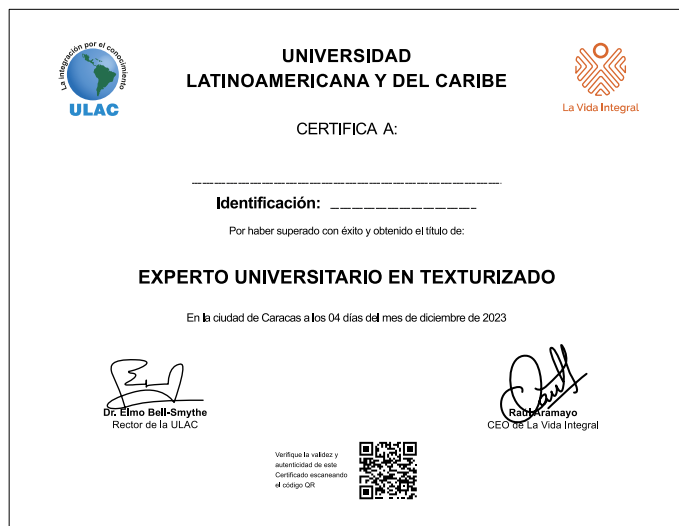 La integración por el conocimiento
ULAC
UNIVERSIDAD
LATINOAMERICANA Y DEL CARIBE
La Vida Integral
CERTIFICA A:
Identificación:
Por haber superado con éxito y obtenido el título de:
EXPERTO UNIVERSITARIO EN TEXTURIZADO
En la ciudad de Caracas a los 04 días del mes de diciembre de 2023
Dr. Elmo Bell-Smythe
Rector de la ULAC
Raúl Aramayo
CEO de La Vida Integral
Verifique la validez y
autenticidad de este
Certificado escaneando
el código QR